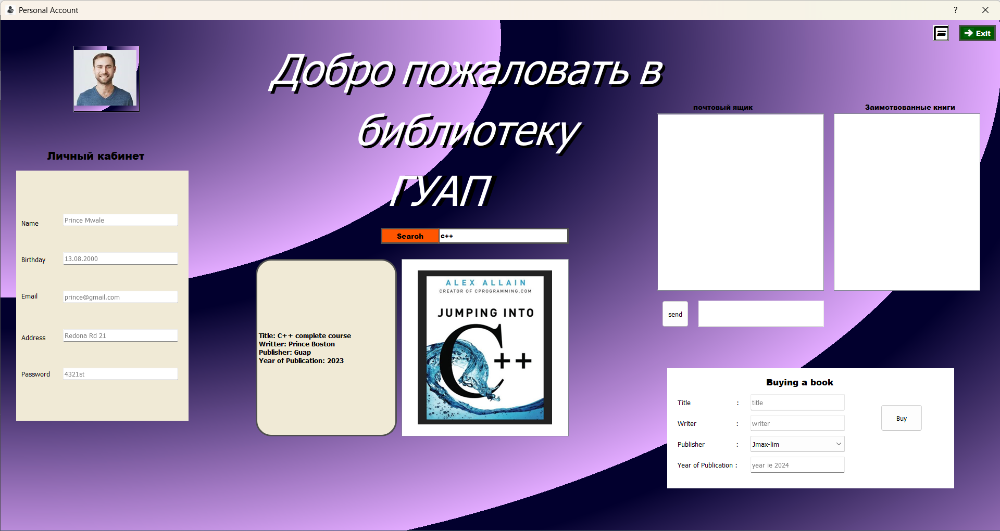 Personal Account
?
Exit
Добро пожаловать в
библиотеку
ГУАП
Личный кабинет
Name
Prince Mwale
Birthday
13.08.2000
Email
prince@gmail.com
Address
Redona Rd 21
Password
4321st
Search
c++
Title: C++ complete course
Writter: Prince Boston
Publisher: Guap
Year of Publication: 2023
ALEX ALLAIN
CREATOR OF CPROGRAMMING.COM
JUMPING INTO
C++
почтовый ящик
Заимствованные книги
send
Buying a book
Title : title
Writer : writer
Publisher : Jmax-lim
Year of Publication : year ie 2024
Buy